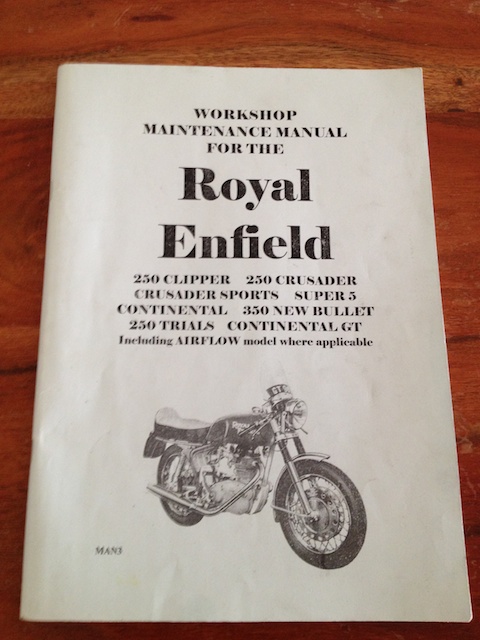 WORKSHOP
MAINTENANCE MANUAL
FOR THE
Royal
Enfield
250 CLIPPER 250 CRUSADER
CRUSADER SPORTS SUPER 5
CONTINENTAL 350 NEW BULLET
250 TRIALS CONTINENTAL GT
Including AIRFLOW model where applicable
MAN3